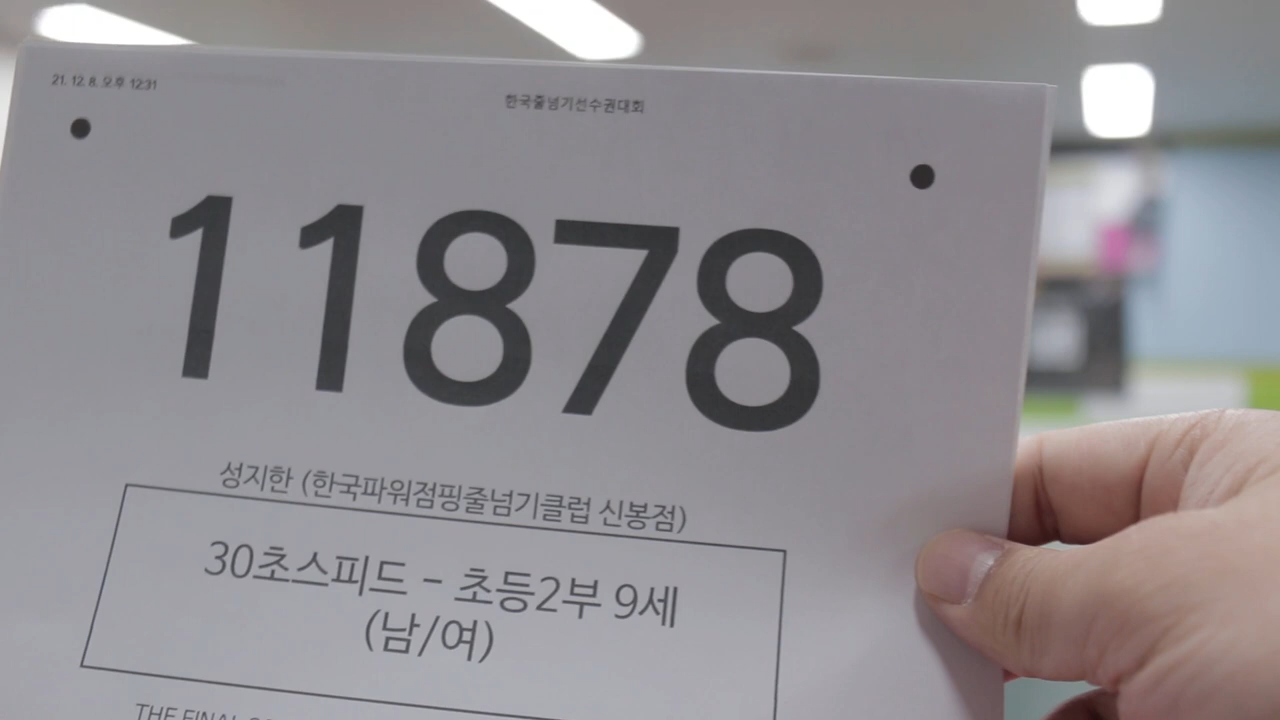 21. 12. 8. 오후 12:31
한국줄넘기선수권대회
11878
성지한 (한국파워점핑줄넘기클럽 신봉점)
30초스피드 - 초등2부 9세
(남/여)
THE FINAL